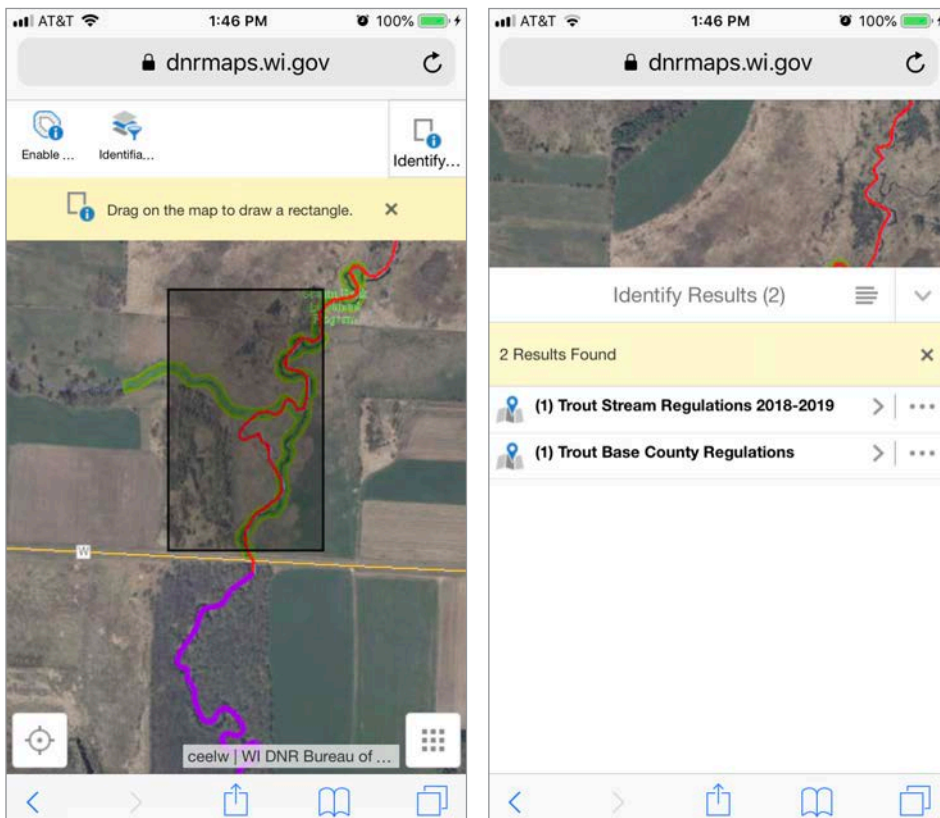 AT&T 1:46 PM 100%
dnrmaps.wi.gov
Enable ... Identifia... Identify...
Drag on the map to draw a rectangle. ×
W
ceelw | WI DNR Bureau of ...
AT&T 1:46 PM 100%
dnrmaps.wi.gov
Identify Results (2)
2 Results Found ×
(1) Trout Stream Regulations 2018-2019
(1) Trout Base County Regulations